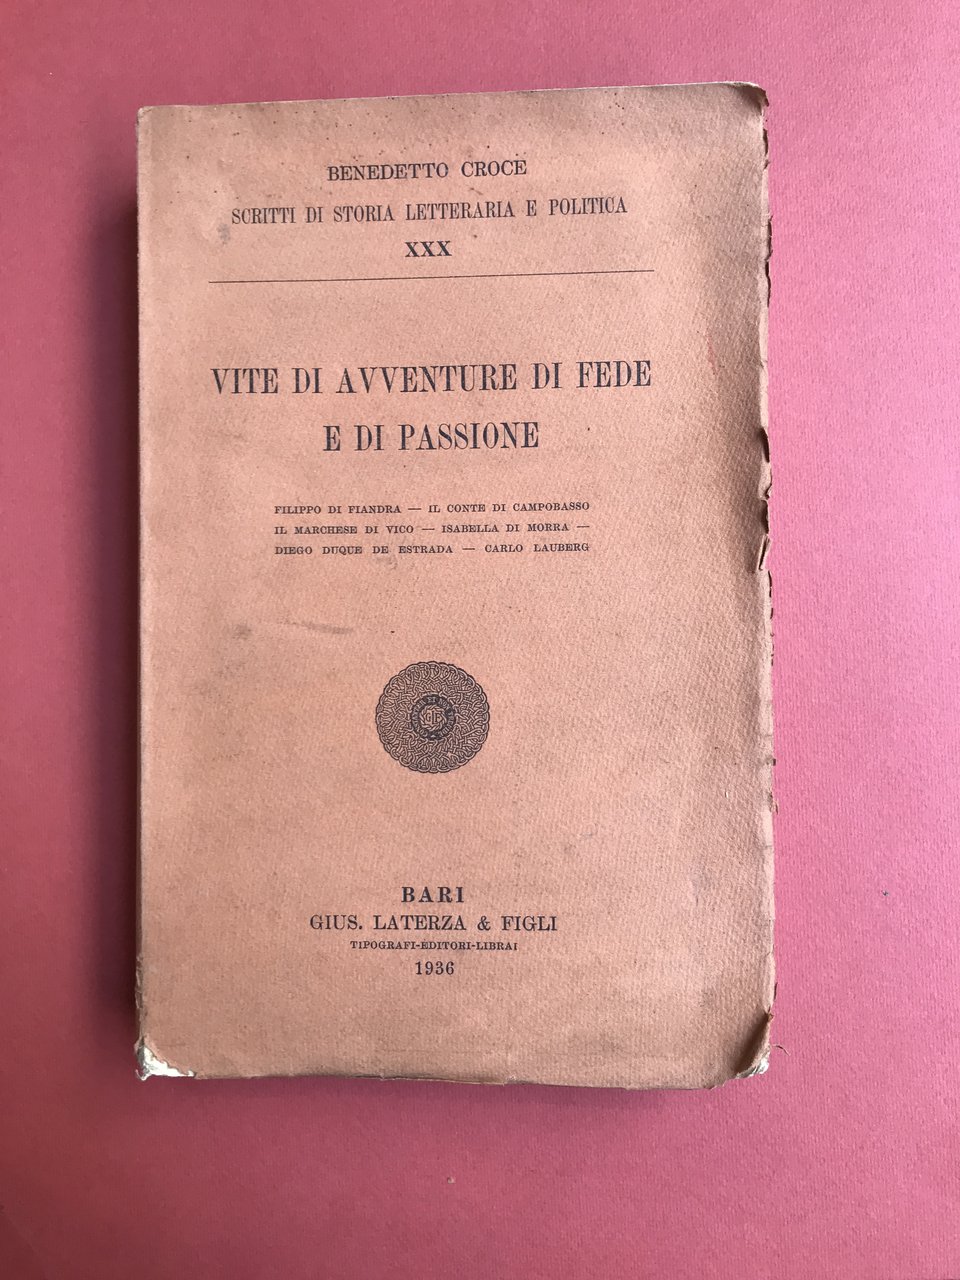 BENEDETTO CROCE
SCRITTI DI STORIA LETTERARIA E POLITICA
XXX
VITE DI AVVENTURE DI FEDE
E DI PASSIONE
FILIPPO DI FIANDRA — IL CONTE DI CAMPOBASSO
IL MARCHESE DI VICO — ISABELLA DI MORRA —
DIEGO DUQUE DE ESTRADA — CARLO LAUBERG
BARI
GIUS. LATERZA & FIGLI
TIPOGRAFI-EDITORI-LIBRAI
1936